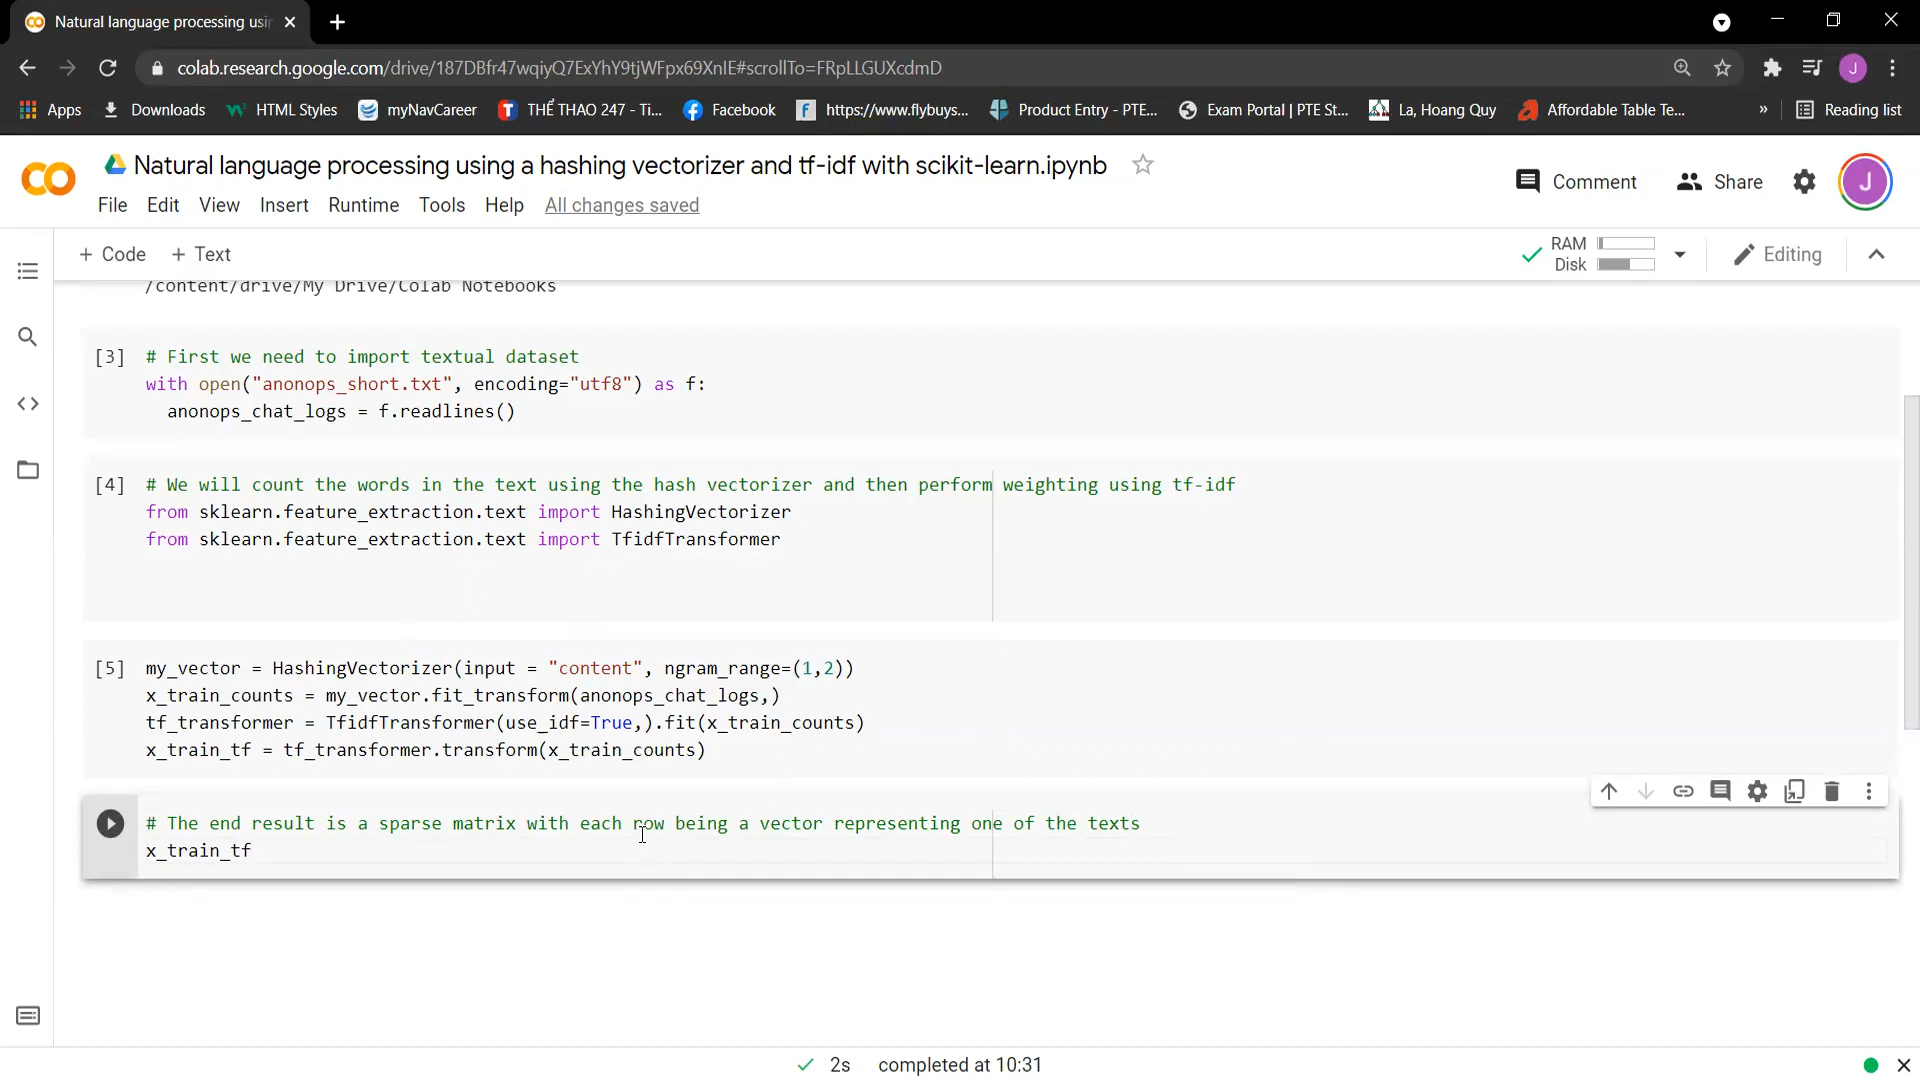 Natural language processing usin
colab.research.google.com/drive/187DBfr47wqiyQ7ExYhY9tjWFpx69XnIE#scrollTo=FRpLLGUXcdmD
J
Apps Downloads HTML Styles myNavCareer THỂ THAO 247 - Ti... Facebook https://www.flybuys... Product Entry - PTE... Exam Portal | PTE St... La, Hoang Quy Affordable Table Te... » Reading list
Natural language processing using a hashing vectorizer and tf-idf with scikit-learn.ipynb
Comment Share J
File Edit View Insert Runtime Tools Help All changes saved
+ Code + Text
RAM
Disk
Editing
/content/drive/My Drive/Colab Notebooks
[3] # First we need to import textual dataset
with open("anonops_short.txt", encoding="utf8") as f:
anonops_chat_logs = f.readlines()
[4] # We will count the words in the text using the hash vectorizer and then perform weighting using tf-idf
from sklearn.feature_extraction.text import HashingVectorizer
from sklearn.feature_extraction.text import TfidfTransformer
[5] my_vector = HashingVectorizer(input = "content", ngram_range=(1,2))
x_train_counts = my_vector.fit_transform(anonops_chat_logs,)
tf_transformer = TfidfTransformer(use_idf=True,).fit(x_train_counts)
x_train_tf = tf_transformer.transform(x_train_counts)
# The end result is a sparse matrix with each row being a vector representing one of the texts
x_train_tf
2s completed at 10:31